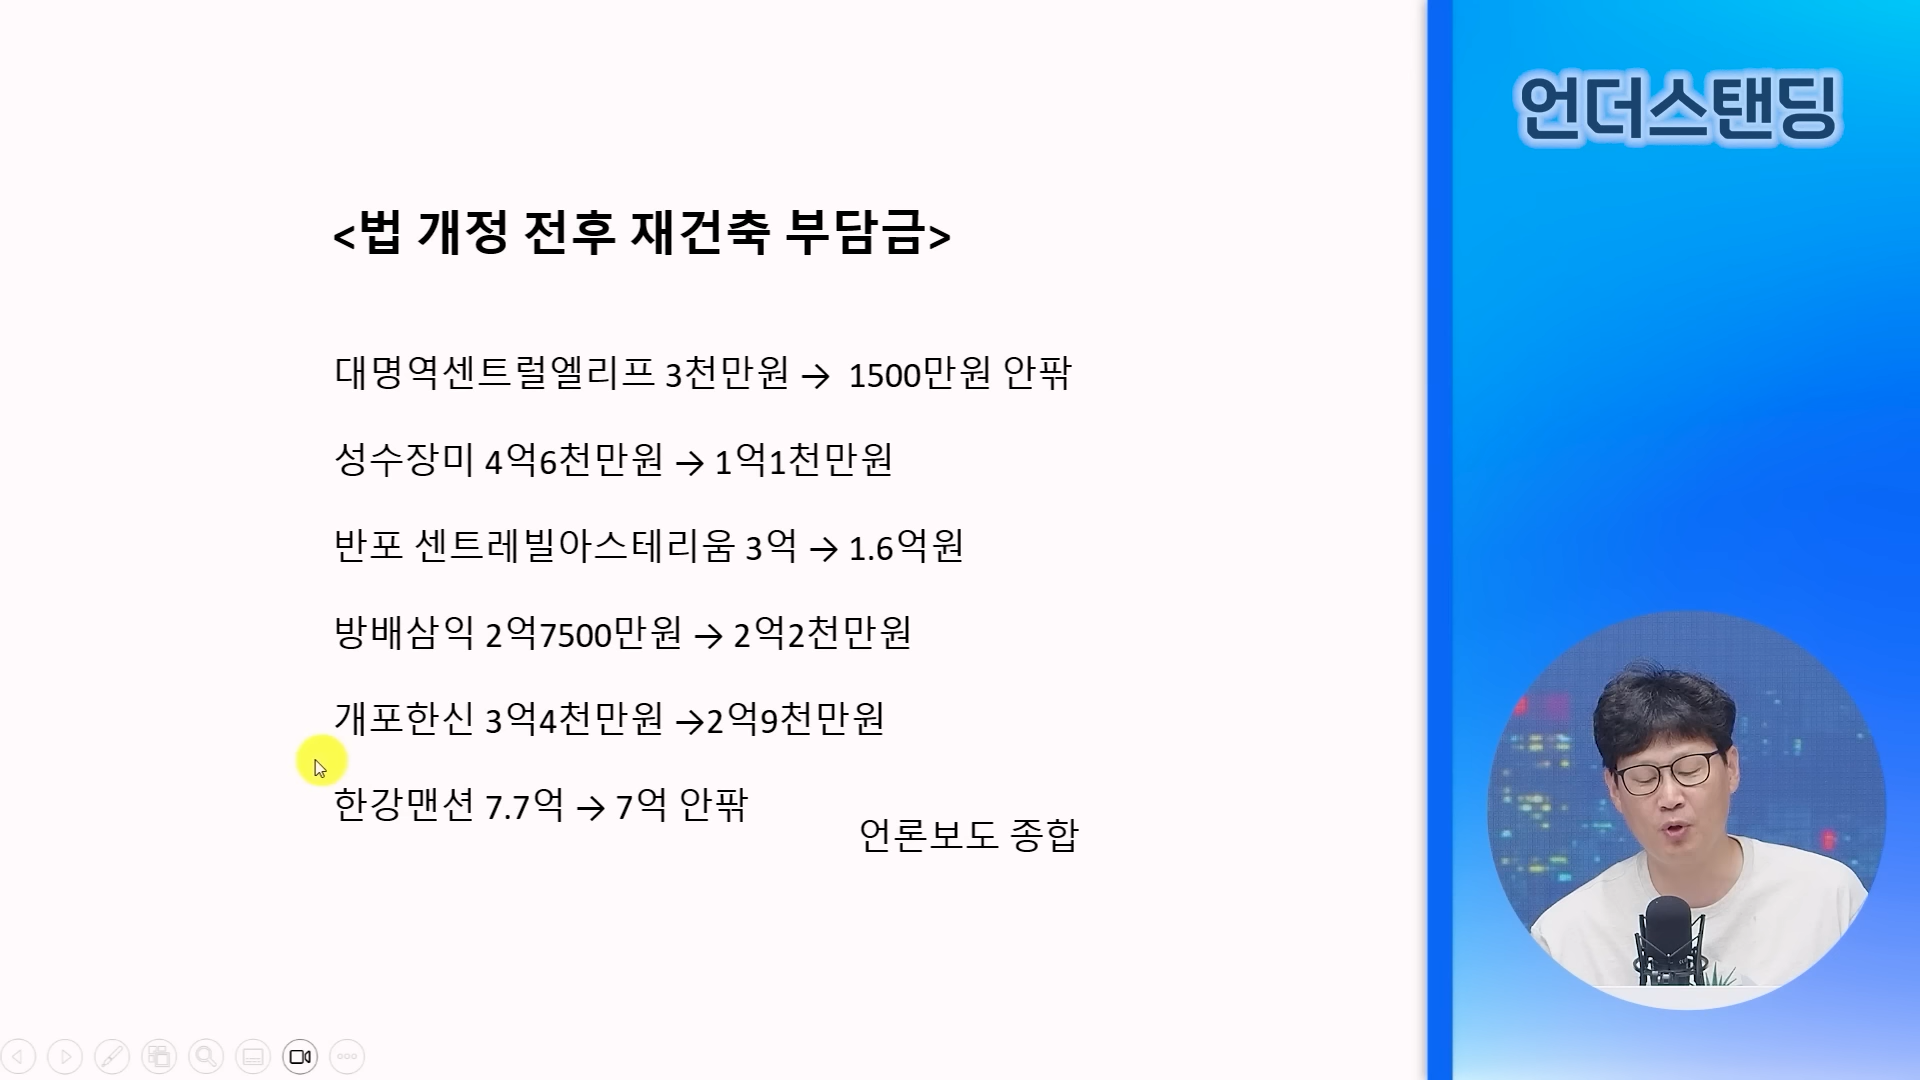 언더스탠딩
<법 개정 전후 재건축 부담금>
대명역센트럴엘리프 3천만원 → 1500만원 안팎
성수장미 4억6천만원 → 1억1천만원
반포 센트레빌아스테리움 3억 → 1.6억원
방배삼익 2억7500만원 → 2억2천만원
개포한신 3억4천만원 →2억9천만원
한강맨션 7.7억 → 7억 안팎
언론보도 종합